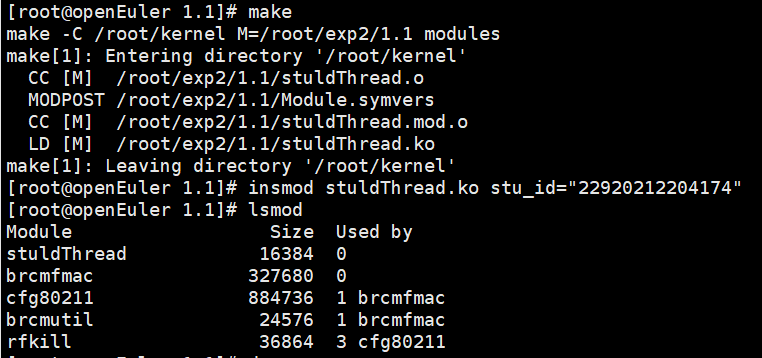 [root@openEuler 1.1]# make
make -C /root/kernel M=/root/exp2/1.1 modules
make[1]: Entering directory '/root/kernel'
  CC [M]  /root/exp2/1.1/stuldThread.o
  MODPOST /root/exp2/1.1/Module.symvers
  CC [M]  /root/exp2/1.1/stuldThread.mod.o
  LD [M]  /root/exp2/1.1/stuldThread.ko
make[1]: Leaving directory '/root/kernel'
[root@openEuler 1.1]# insmod stuldThread.ko stu_id="22920212204174"
[root@openEuler 1.1]# lsmod
Module                  Size  Used by
stuldThread            16384  0
brcmfmac              327680  0
cfg80211              884736  1 brcmfmac
brcmutil               24576  1 brcmfmac
rfkill                 36864  3 cfg80211